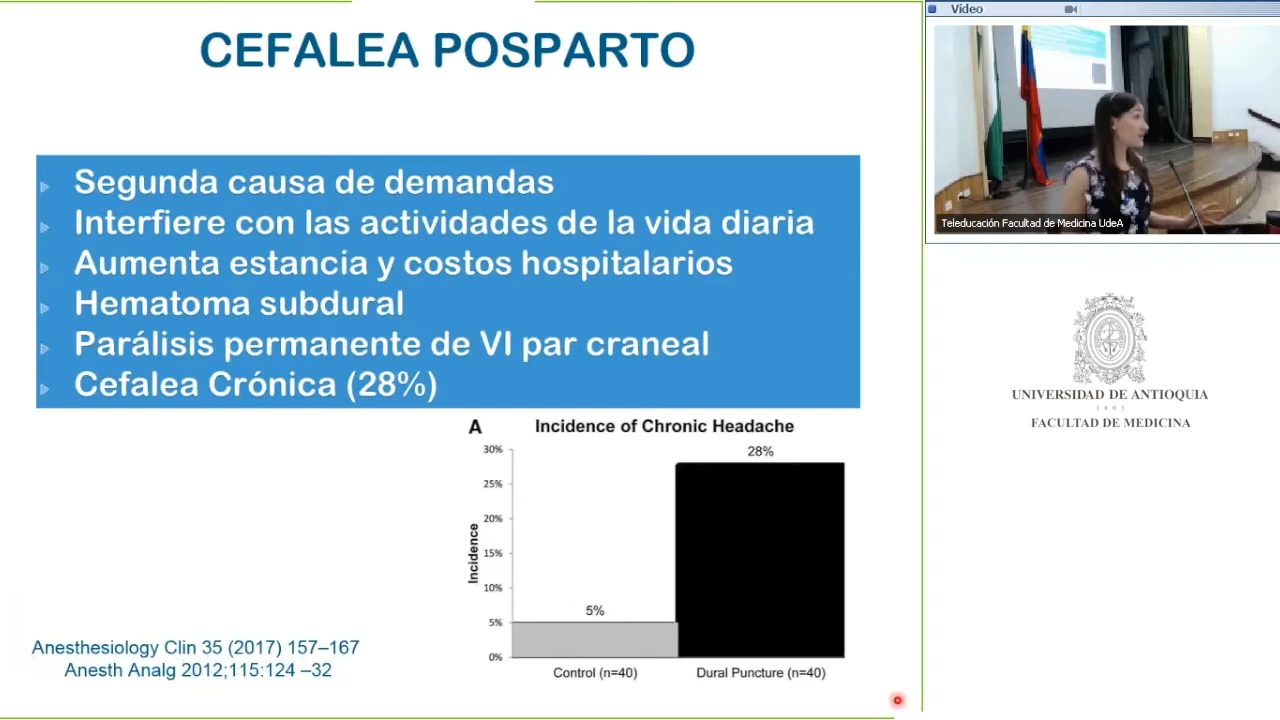 CEFALEA POSPARTO
Segunda causa de demandas
Interfiere con las actividades de la vida diaria
Aumenta estancia y costos hospitalarios
Hematoma subdural
Parálisis permanente de VI par craneal
Cefalea Crónica (28%)
A
Incidence of Chronic Headache
30%
25%
20%
15%
10%
5%
0%
Incidence
5%
28%
Control (n=40)
Dural Puncture (n=40)
Anesthesiology Clin 35 (2017) 157–167
Anesth Analg 2012;115:124 –32
Vídeo
Teleducación Facultad de Medicina UdeA
UNIVERSIDAD DE ANTIOQUIA
1803
FACULTAD DE MEDICINA